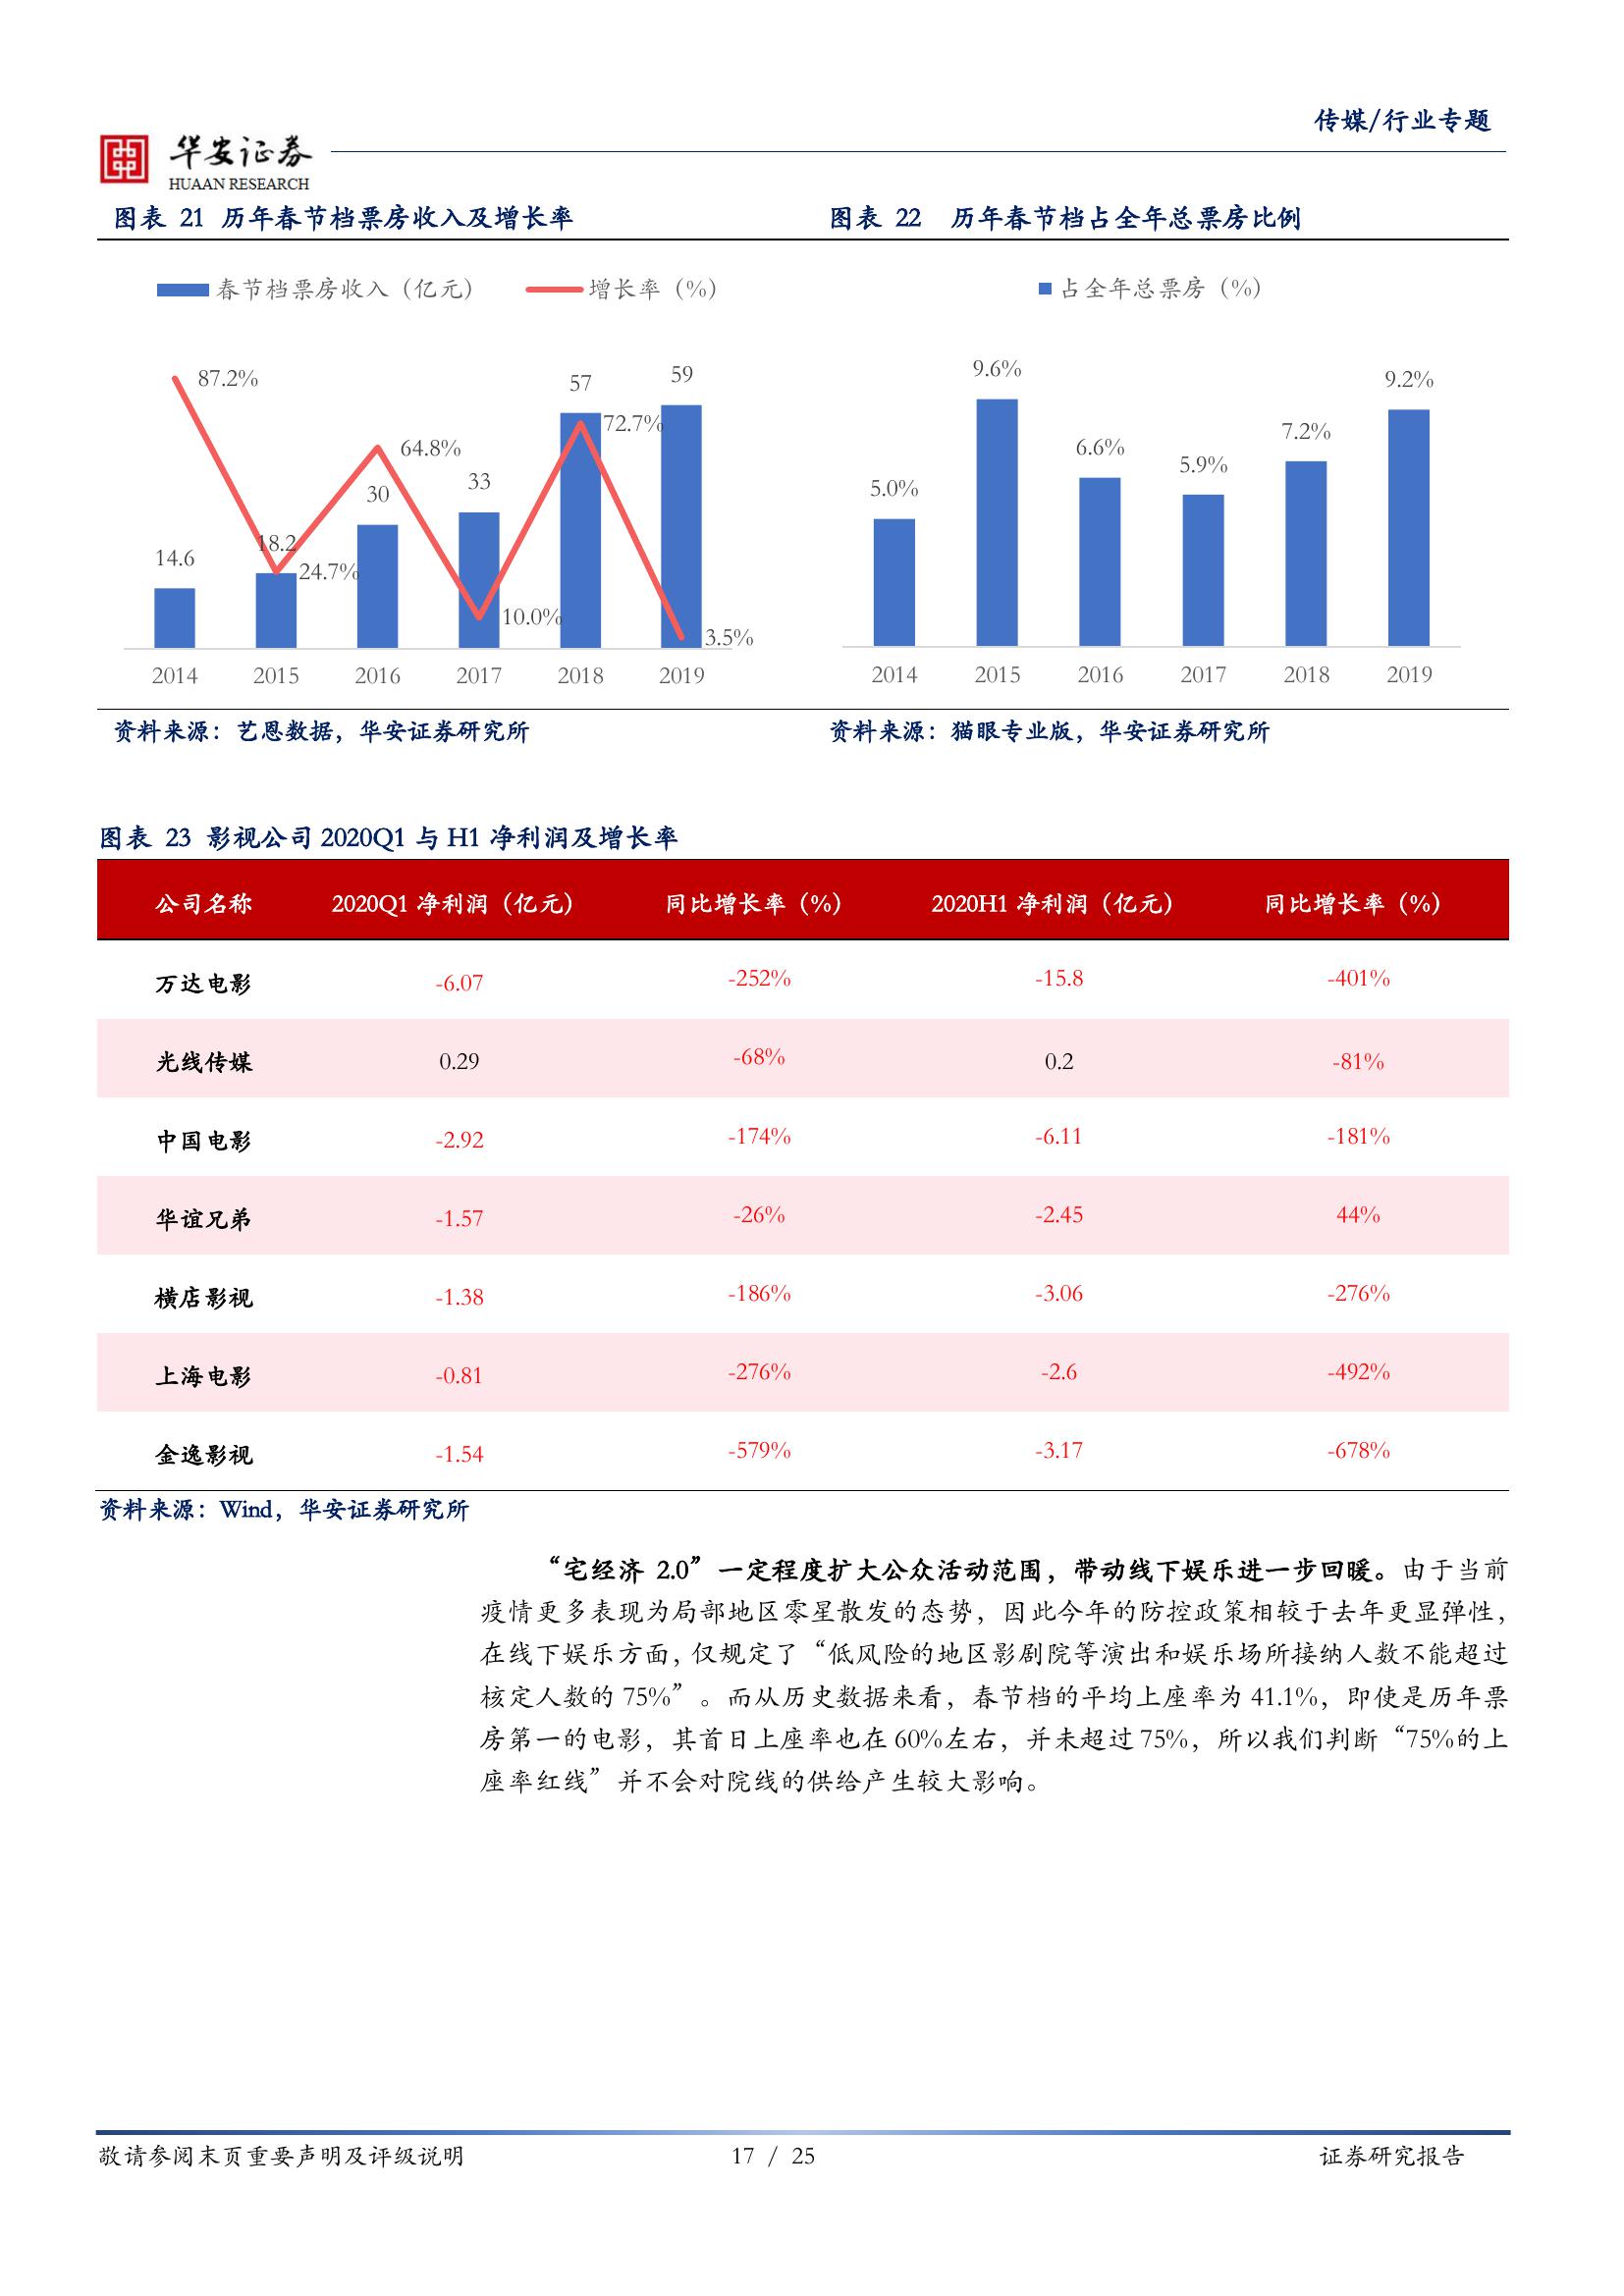 传媒/行业专题
华安证券
HUAAN RESEARCH
图表 21 历年春节档票房收入及增长率
春节档票房收入（亿元） 增长率（%）
87.2%
64.8%
57
59
72.7%
30
33
14.6
18.2
24.7%
10.0%
3.5%
2014 2015 2016 2017 2018 2019
资料来源：艺恩数据，华安证券研究所
图表 22 历年春节档占全年总票房比例
占全年总票房（%）
5.0% 9.6% 6.6% 5.9% 7.2% 9.2%
2014 2015 2016 2017 2018 2019
资料来源：猫眼专业版，华安证券研究所
图表 23 影视公司 2020Q1 与 H1 净利润及增长率
公司名称 2020Q1 净利润（亿元） 同比增长率（%） 2020H1 净利润（亿元） 同比增长率（%）
万达电影 -6.07 -252% -15.8 -401%
光线传媒 0.29 -68% 0.2 -81%
中国电影 -2.92 -174% -6.11 -181%
华谊兄弟 -1.57 -26% -2.45 44%
横店影视 -1.38 -186% -3.06 -276%
上海电影 -0.81 -276% -2.6 -492%
金逸影视 -1.54 -579% -3.17 -678%
资料来源：Wind，华安证券研究所
“宅经济 2.0”一定程度扩大公众活动范围，带动线下娱乐进一步回暖。由于当前
疫情更多表现为局部地区零星散发的态势，因此今年的防控政策相较于去年更显弹性，
在线下娱乐方面，仅规定了“低风险的地区影剧院等演出和娱乐场所接纳人数不能超过
核定人数的 75%”。而从历史数据来看，春节档的平均上座率为 41.1%，即使是历年票
房第一的电影，其首日上座率也在 60%左右，并未超过 75%，所以我们判断“75%的上
座率红线”并不会对院线的供给产生较大影响。
敬请参阅末页重要声明及评级说明 17 / 25 证券研究报告